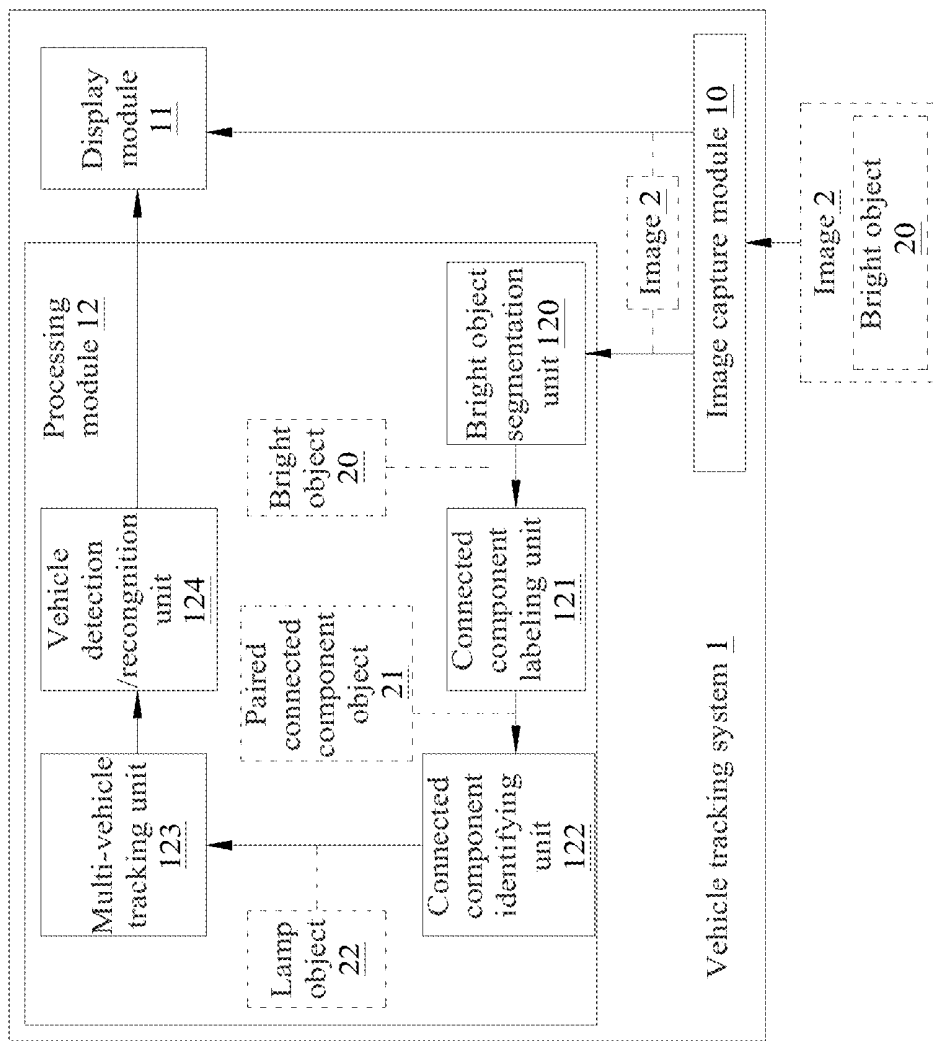 Vehicle tracking system 1
Processing
module 12
Display
module
11
Multi-vehicle
tracking unit
123
Vehicle
detection
/recongnition
unit
124
Lamp
object
22
Paired
connected
component
object
21
Bright
object
20
Connected
component
identifying
unit
122
Connected
component
labeling unit
121
Bright object
segmentation
unit 120
Image 2
Image capture module 10
Image 2
Bright object
20